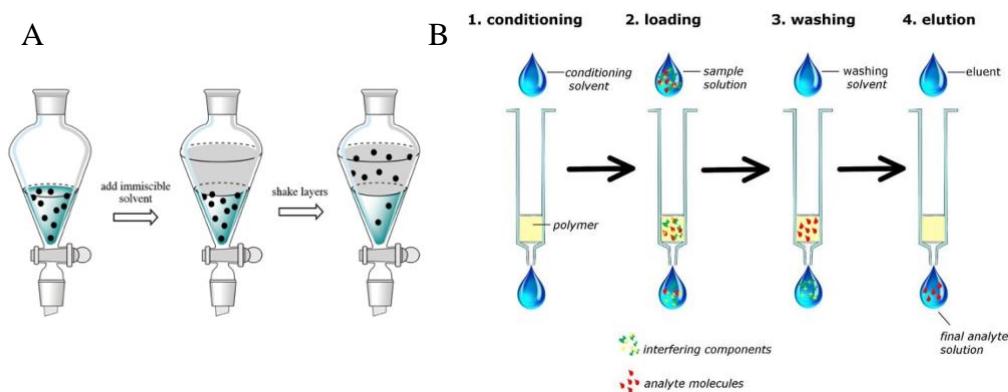 A
add immiscible
solvent
shake layers
B
1. conditioning
2. loading
3. washing
4. elution
conditioning
solvent
sample
solution
washing
solvent
eluent
polymer
final analyte
solution
interfering components
analyte molecules